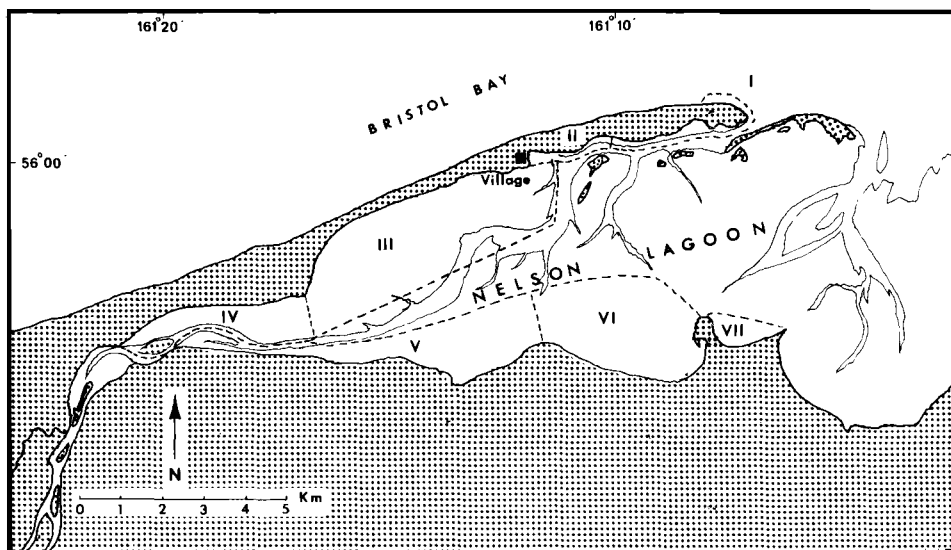 161°20'
161°10'
BRISTOL BAY
I
II
56°00'
Village
III
NELSON LAGOON
IV
V
VI
VII
N
0 1 2 3 4 5 Km